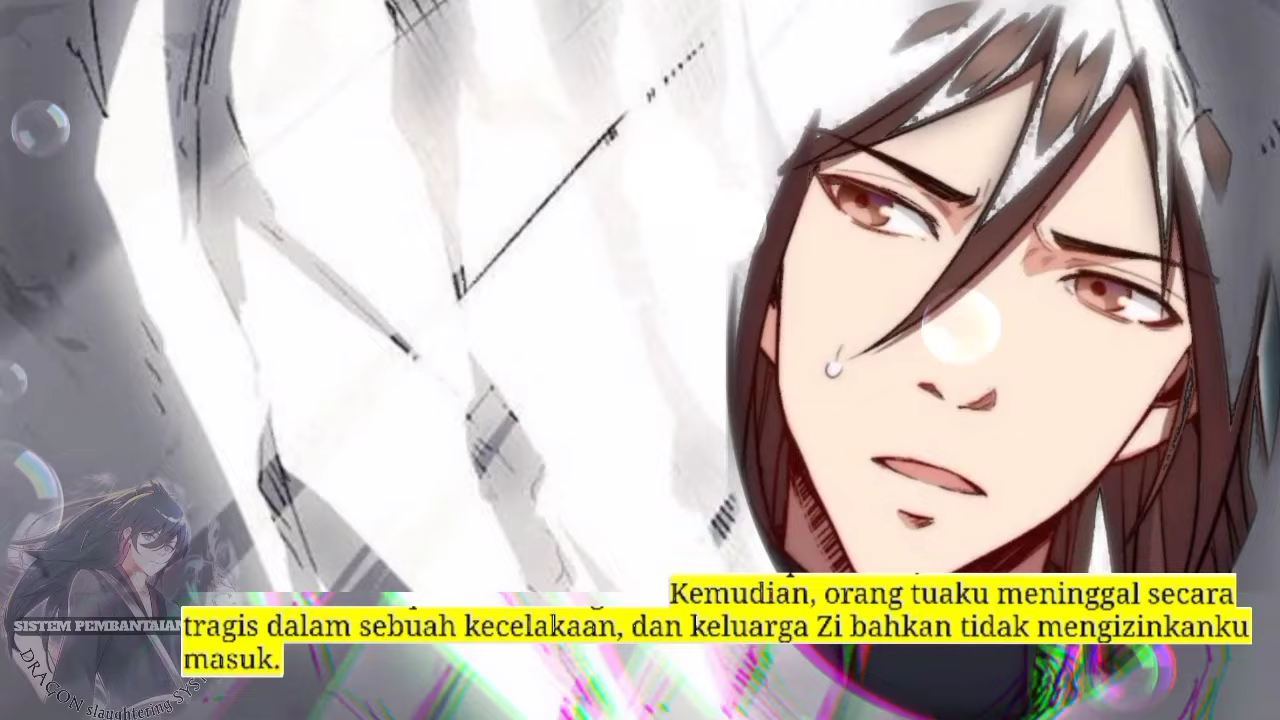 Kemudian, orang tuaku meninggal secara
tragis dalam sebuah kecelakaan, dan keluarga Zi bahkan tidak mengizinkanku
masuk.
SISTEM PEMBANTAIAN
DRAGON slaughtering SYST